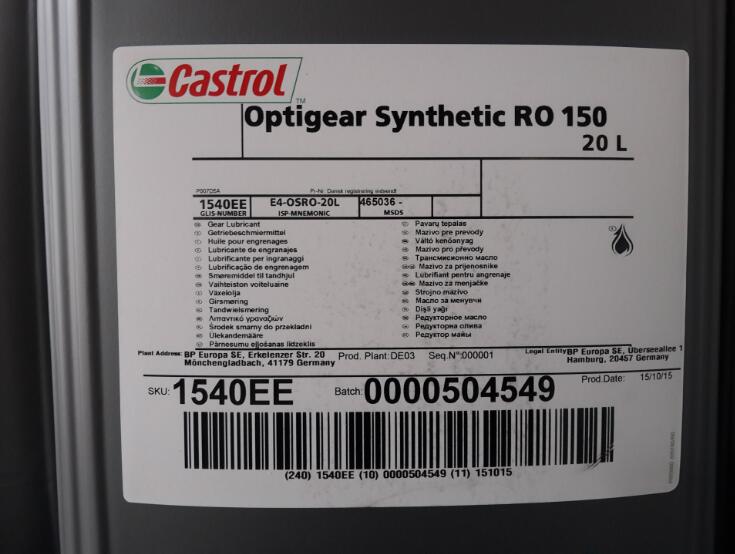 Castrol
TM
Optigear Synthetic RO 150
20 L
1540EE E4-OSRO-20L 465036 -
GLIS-NUMBER ISP-MNEMONIC MSDS
Gear Lubricant
Getriebeschmiermittel
Huile pour engrenages
Lubricante de engranajes
Lubrificante per ingranaggi
Lubrificação de engrenagem
Smøremiddel til tandhjul
Vaihteiston voiteluaine
Växelolja
Girsmøring
Tandwielsmering
Λιπαντικό γραναζιών
Środek smarny do przekładni
Ülekandemääre
Pārnesumu eļļošanas līdzeklis
Pavarų tepalas
Mazivo pre prevody
Váltó kenőanyag
Mazivo pro převody
Трансмисионно масло
Mazivo za prijenosnike
Lubrifiant pentru angrenaje
Mazivo za menjačke
Strojno mazivo
Масло за менувчи
Dişli yağı
Редукторное масло
Редукторна олива
Редуктор майы
Plant Address: BP Europa SE, Erkelenzer Str. 20
Mönchengladbach, 41179 Germany
Prod. Plant:DE03 Seq.N°:000001
Legal Entity BP Europa SE, Überseeallee 1
Hamburg, 20457 Germany
SKU: 1540EE Batch: 0000504549
Prod.Date: 15/10/15
(240) 1540EE (10) 0000504549 (11) 151015